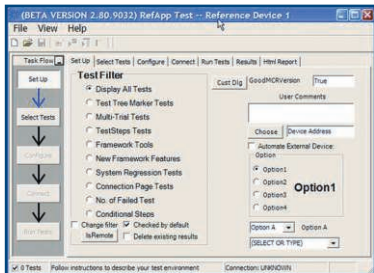 (BETA VERSION 2.80.9032) RefApp Test -- Reference Device 1
File View Help
Task Flow
Set Up Select Tests Configure Connect Run Tests Results Html Report
Set Up
Select Tests
Configure
Connect
Run Tests
Test Filter
Display All Tests
Test Tree Marker Tests
Multi-Trial Tests
TestSteps Tests
Framework Tools
New Framework Features
System Regression Tests
Connection Page Tests
No. of Failed Test
Conditional Steps
Change filter Checked by default
IsRemote Delete existing results
Cust Dlg GoodMCRVersion True
User Comments
Choose Device Address
Automate External Device:
Option
Option1
Option2
Option3
Option4
Option1
Option A Option A
(SELECT OR TYPE)
0 Tests Follow instructions to describe your test environment Connection: UNKNOWN